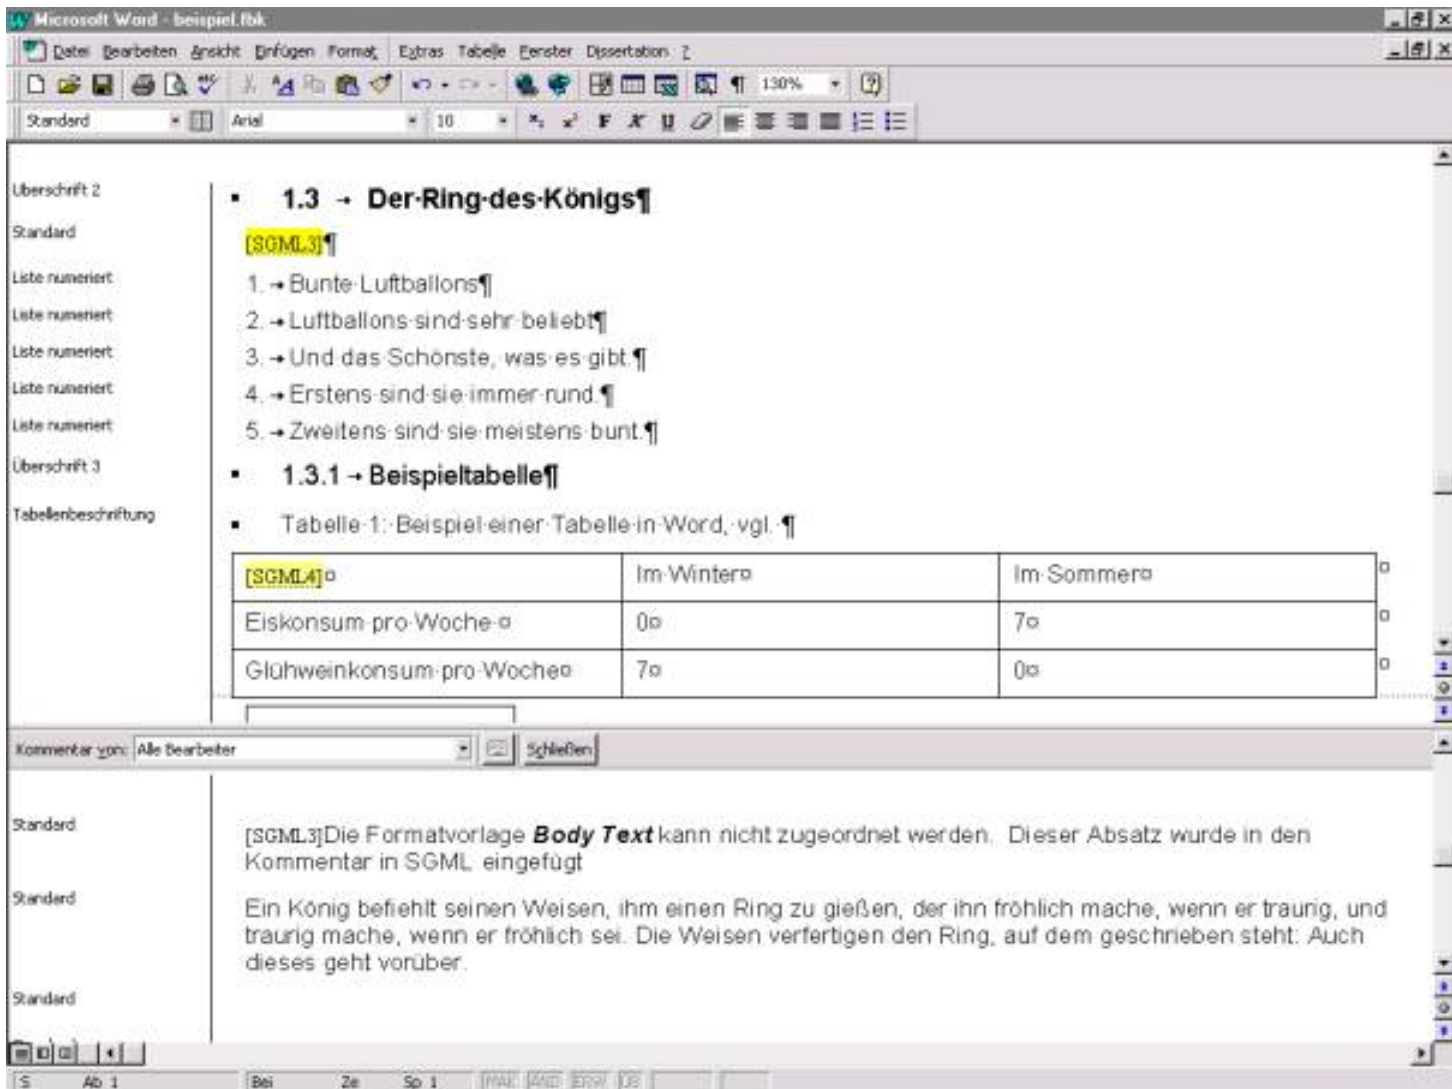 Microsoft Word - beispiel.fbk
Datei Bearbeiten Ansicht Einfügen Format Extras Tabelle Fenster Dissertation ?
130%
Standard Arial 10 F K U
Überschrift 2
1.3 → Der·Ring·des·Königs¶
Standard
[SGML3]¶
Liste numeriert
1.→Bunte·Luftballons¶
Liste numeriert
2.→Luftballons·sind·sehr·beliebt¶
Liste numeriert
3.→Und·das·Schönste,·was·es·gibt.¶
Liste numeriert
4.→Erstens·sind·sie·immer·rund.¶
Liste numeriert
5.→Zweitens·sind·sie·meistens·bunt.¶
Überschrift 3
1.3.1→Beispieltabelle¶
Tabellenbeschriftung
Tabelle·1:·Beispiel·einer·Tabelle·in·Word,·vgl.·¶
[SGML4]¤ Im·Winter¤ Im·Sommer¤ ¤
Eiskonsum·pro·Woche·¤ 0¤ 7¤ ¤
Glühweinkonsum·pro·Woche¤ 7¤ 0¤ ¤
Kommentar von: Alle Bearbeiter Schließen
Standard
[SGML3]Die Formatvorlage Body Text kann nicht zugeordnet werden. Dieser Absatz wurde in den
Kommentar in SGML eingefügt
Standard
Ein König befiehlt seinen Weisen, ihm einen Ring zu gießen, der ihn fröhlich mache, wenn er traurig, und
traurig mache, wenn er fröhlich sei. Die Weisen verfertigen den Ring, auf dem geschrieben steht: Auch
dieses geht vorüber.
Standard
S Ab 1 Bei Ze Sp 1 MAK ÄND ERW ÜB